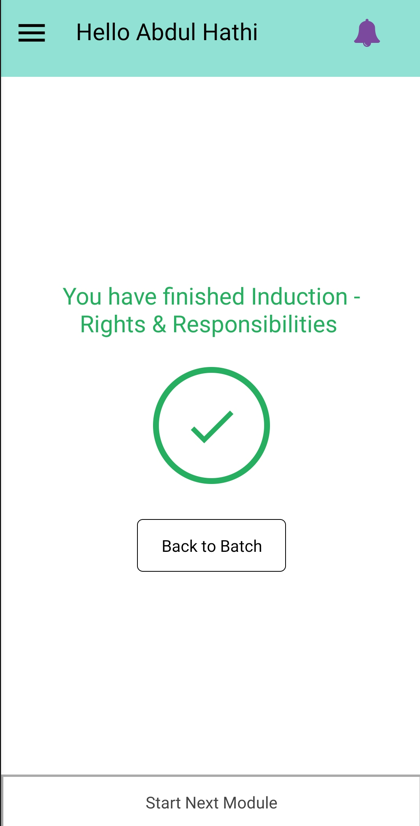 Hello Abdul Hathi
You have finished Induction -
Rights & Responsibilities
Back to Batch
Start Next Module